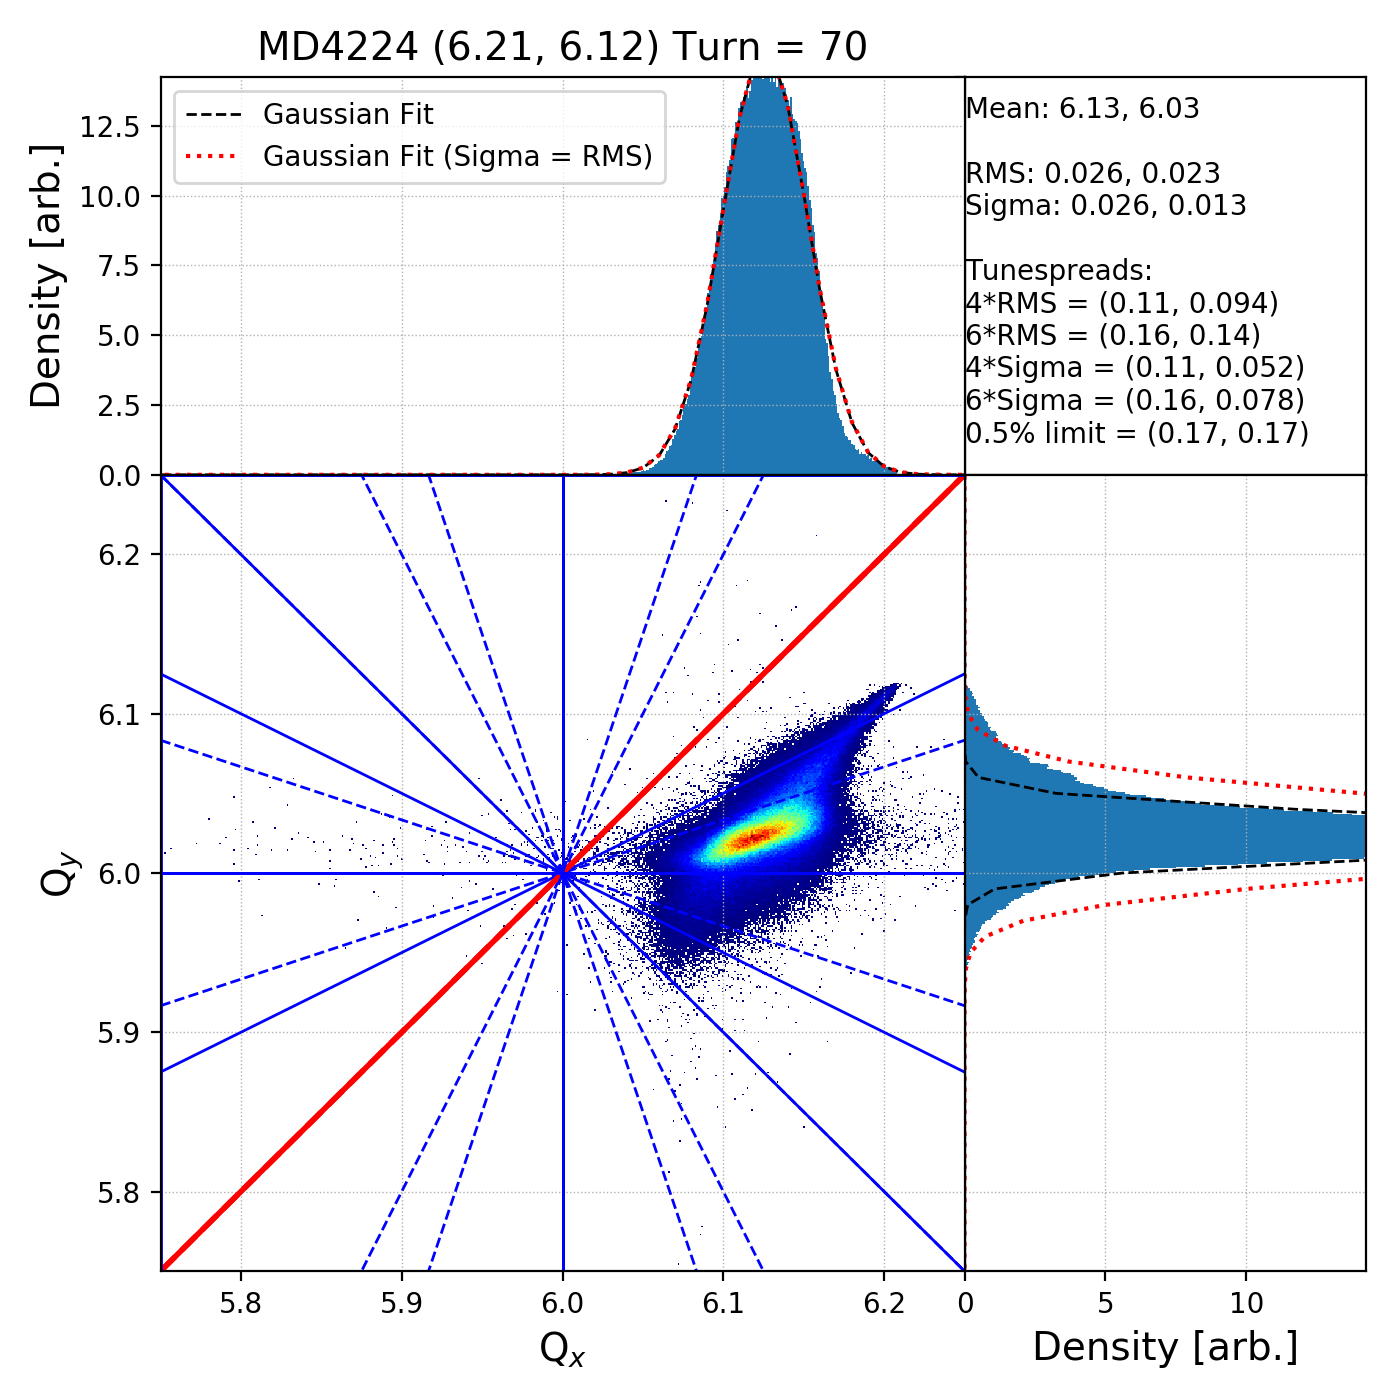 MD4224 (6.21, 6.12) Turn = 70
Density [arb.]
12.5
10.0
7.5
5.0
2.5
0.0
Gaussian Fit
Gaussian Fit (Sigma = RMS)
Mean: 6.13, 6.03
RMS: 0.026, 0.023
Sigma: 0.026, 0.013
Tunespreads:
4*RMS = (0.11, 0.094)
6*RMS = (0.16, 0.14)
4*Sigma = (0.11, 0.052)
6*Sigma = (0.16, 0.078)
0.5% limit = (0.17, 0.17)
Qy
6.2
6.1
6.0
5.9
5.8
5.8 5.9 6.0 6.1 6.2
Qx
0 5 10
Density [arb.]